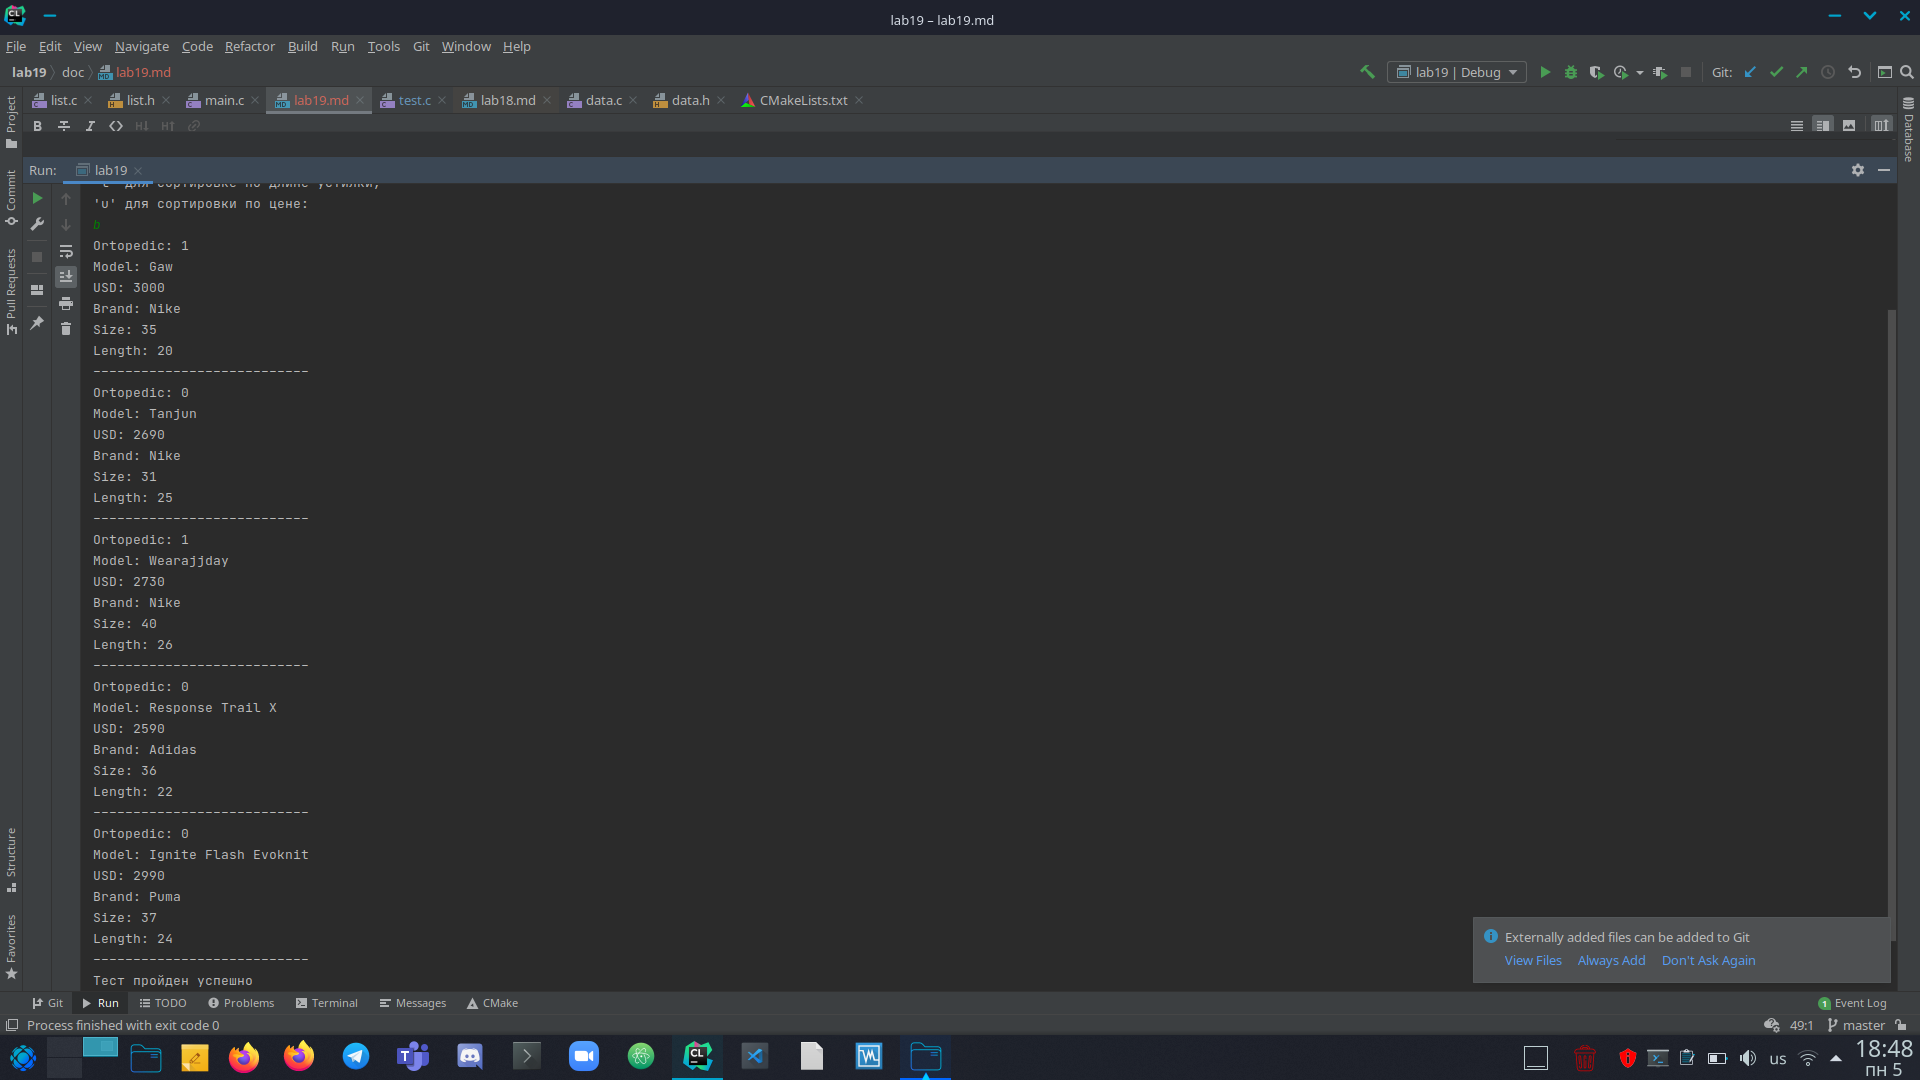 lab19 – lab19.md
File Edit View Navigate Code Refactor Build Run Tools Git Window Help
lab19 doc lab19.md
lab19 | Debug
Git:
list.c list.h main.c lab19.md test.c lab18.md data.c data.h CMakeLists.txt
Project
Commit
Pull Requests
Structure
Favorites
Database
Run: lab19
для сортировке по длине устилки,
'u' для сортировки по цене:
b
Ortopedic: 1
Model: Gaw
USD: 3000
Brand: Nike
Size: 35
Length: 20
---------------------------
Ortopedic: 0
Model: Tanjun
USD: 2690
Brand: Nike
Size: 31
Length: 25
---------------------------
Ortopedic: 1
Model: Wearajjday
USD: 2730
Brand: Nike
Size: 40
Length: 26
---------------------------
Ortopedic: 0
Model: Response Trail X
USD: 2590
Brand: Adidas
Size: 36
Length: 22
---------------------------
Ortopedic: 0
Model: Ignite Flash Evoknit
USD: 2990
Brand: Puma
Size: 37
Length: 24
---------------------------
Тест пройден успешно
Externally added files can be added to Git
View Files Always Add Don't Ask Again
Git Run TODO Problems Terminal Messages CMake
1 Event Log
Process finished with exit code 0
49:1 master
us
18:48
пн 5